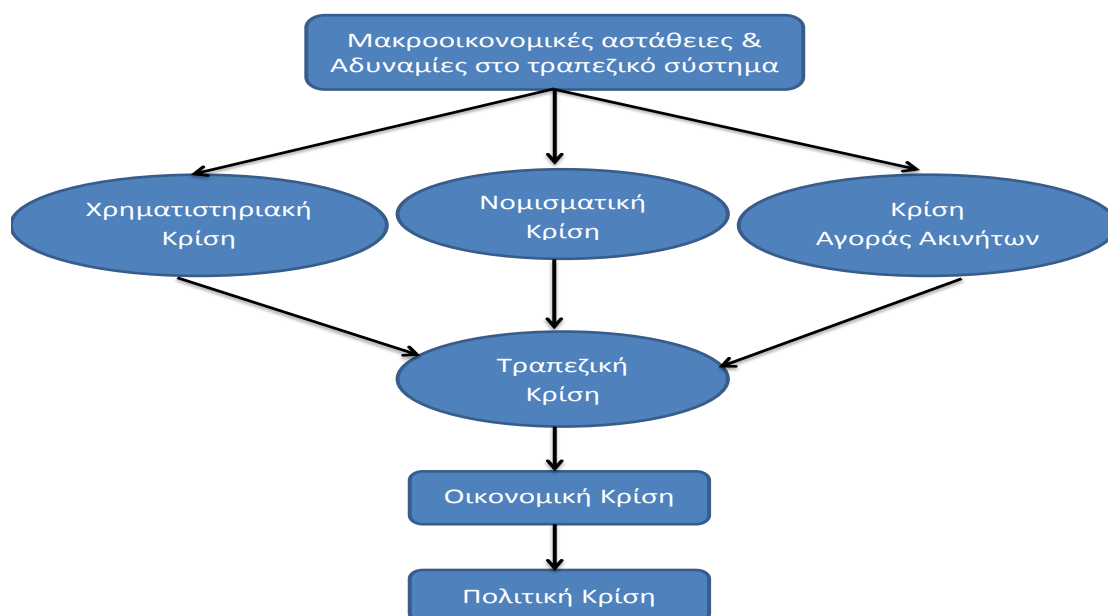 Μακροοικονομικές αστάθειες &
Αδυναμίες στο τραπεζικό σύστημα
Χρηματιστηριακή
Κρίση
Νομισματική
Κρίση
Κρίση
Αγοράς Ακινήτων
Τραπεζική
Κρίση
Οικονομική Κρίση
Πολιτική Κρίση